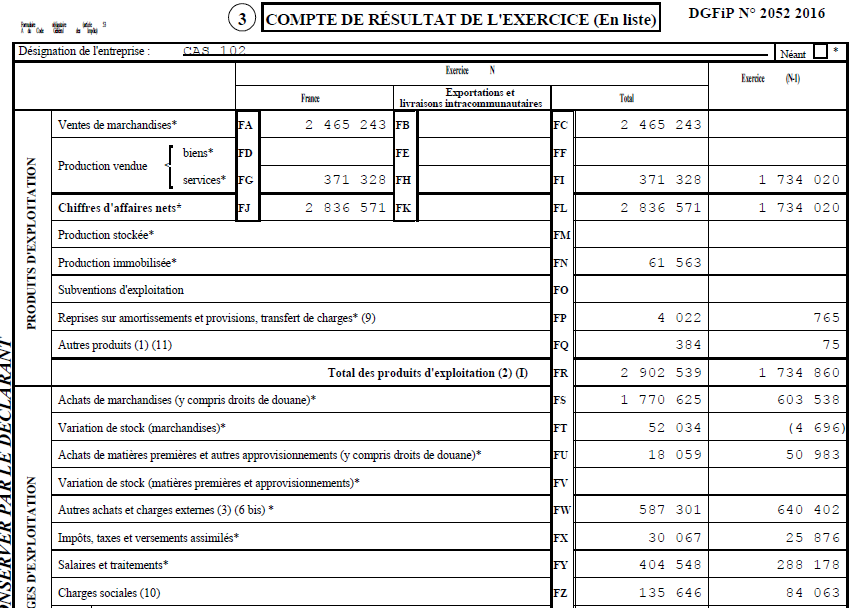 3 COMPTE DE RÉSULTAT DE L'EXERCICE (En liste) DGFiP N° 2052 2016
Désignation de l'entreprise : CAS 102 Néant *
Exercice N Exercice (N-1)
France Exportations et livraisons intracommunautaires Total
PRODUITS D'EXPLOITATION
Ventes de marchandises* FA 2 465 243 FB FC 2 465 243
Production vendue
biens* FD FE FF
services* FG 371 328 FH FI 371 328 1 734 020
Chiffres d'affaires nets* FJ 2 836 571 FK FL 2 836 571 1 734 020
Production stockée* FM
Production immobilisée* FN 61 563
Subventions d'exploitation FO
Reprises sur amortissements et provisions, transfert de charges* (9) FP 4 022 765
Autres produits (1) (11) FQ 384 75
Total des produits d'exploitation (2) (I) FR 2 902 539 1 734 860
Achats de marchandises (y compris droits de douane)* FS 1 770 625 603 538
Variation de stock (marchandises)* FT 52 034 (4 696)
Achats de matières premières et autres approvisionnements (y compris droits de douane)* FU 18 059 50 983
Variation de stock (matières premières et approvisionnements)* FV
Autres achats et charges externes (3) (6 bis) * FW 587 301 640 402
Impôts, taxes et versements assimilés* FX 30 067 25 876
Salaires et traitements* FY 404 548 288 178
Charges sociales (10) FZ 135 646 84 063
GES D'EXPLOITATION
NSERVER PAR LE DÉCLARANT